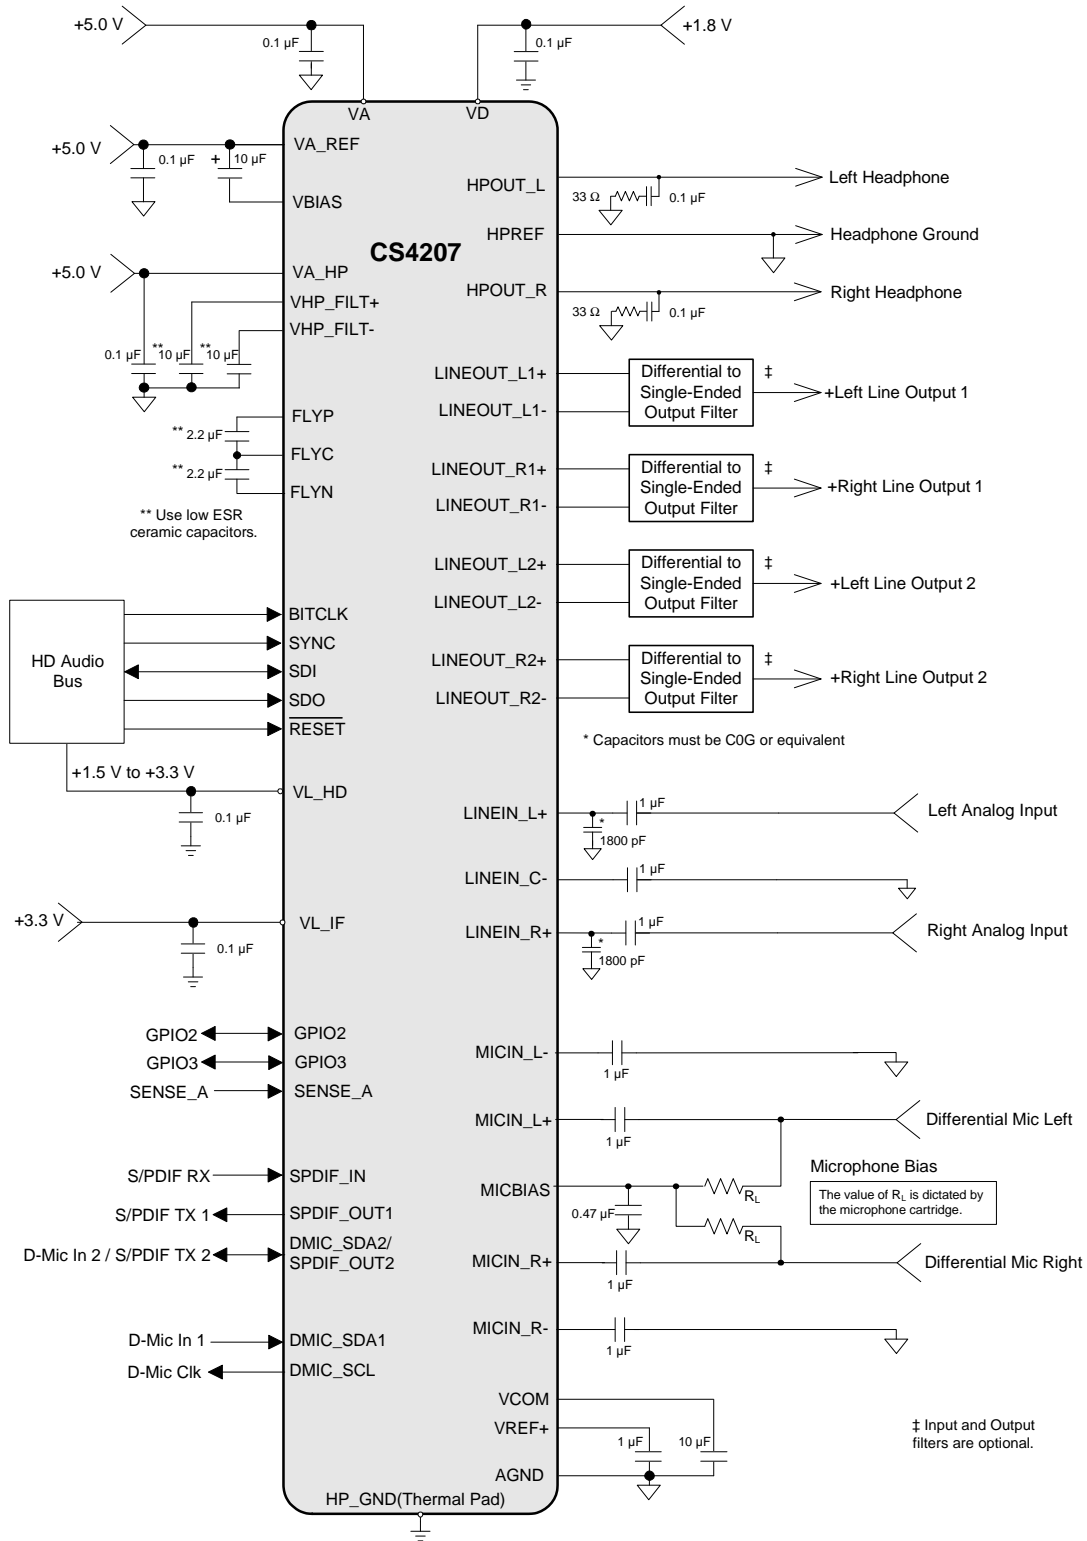 +5.0 V
0.1 µF
0.1 µF
+1.8 V
VA
VD
+5.0 V
0.1 µF
+
10 µF
VA_REF
VBIAS
HPOUT_L
33 Ω
0.1 µF
Left Headphone
HPREF
Headphone Ground
CS4207
+5.0 V
VA_HP
VHP_FILT+
VHP_FILT-
HPOUT_R
33 Ω
0.1 µF
Right Headphone
0.1 µF
**
10 µF
**
10 µF
LINEOUT_L1+
LINEOUT_L1-
Differential to
Single-Ended
Output Filter
‡
+Left Line Output 1
FLYP
** 2.2 µF
FLYC
** 2.2 µF
FLYN
LINEOUT_R1+
LINEOUT_R1-
Differential to
Single-Ended
Output Filter
‡
+Right Line Output 1
** Use low ESR
ceramic capacitors.
LINEOUT_L2+
LINEOUT_L2-
Differential to
Single-Ended
Output Filter
‡
+Left Line Output 2
HD Audio
Bus
BITCLK
SYNC
SDI
SDO
RESET
LINEOUT_R2+
LINEOUT_R2-
Differential to
Single-Ended
Output Filter
‡
+Right Line Output 2
* Capacitors must be C0G or equivalent
+1.5 V to +3.3 V
VL_HD
0.1 µF
LINEIN_L+
1 µF
*
1800 pF
Left Analog Input
LINEIN_C-
1 µF
+3.3 V
VL_IF
0.1 µF
LINEIN_R+
1 µF
*
1800 pF
Right Analog Input
GPIO2
GPIO2
GPIO3
GPIO3
SENSE_A
SENSE_A
MICIN_L-
1 µF
MICIN_L+
1 µF
Differential Mic Left
S/PDIF RX
SPDIF_IN
S/PDIF TX 1
SPDIF_OUT1
D-Mic In 2 / S/PDIF TX 2
DMIC_SDA2/
SPDIF_OUT2
MICBIAS
0.47 µF
RL
RL
Microphone Bias
The value of RL is dictated by
the microphone cartridge.
MICIN_R+
1 µF
Differential Mic Right
D-Mic In 1
DMIC_SDA1
D-Mic Clk
DMIC_SCL
MICIN_R-
1 µF
VCOM
VREF+
1 µF
10 µF
AGND
‡ Input and Output
filters are optional.
HP_GND(Thermal Pad)